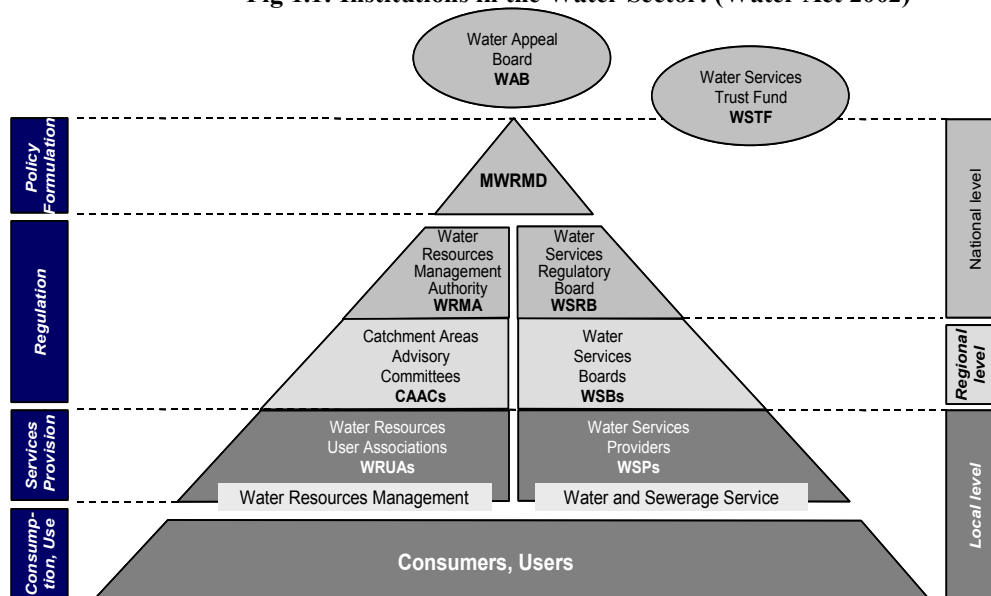 Fig 1.1: Institutions in the Water Sector: (Water Act 2002)
Water Appeal
Board
WAB
Water Services
Trust Fund
WSTF
Policy
Formulation
MWRMD
National level
Regulation
Water
Resources
Management
Authority
WRMA
Water
Services
Regulatory
Board
WSRB
Catchment Areas
Advisory
Committees
CAACs
Water
Services
Boards
WSBs
Regional
level
Services
Provision
Water Resources
User Associations
WRUAs
Water Services
Providers
WSPs
Water Resources Management
Water and Sewerage Service
Local level
Consump-
tion, Use
Consumers, Users